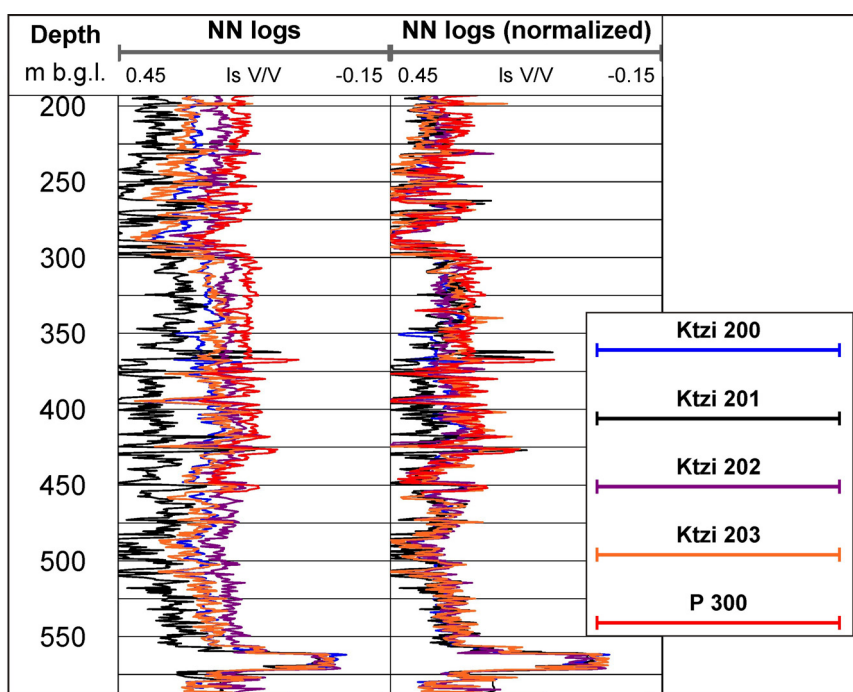 Depth NN logs NN logs (normalized)
m b.g.l. 0.45 ls V/V -0.15 0.45 ls V/V -0.15
200
250
300
350
400
450
500
550
Ktzi 200
Ktzi 201
Ktzi 202
Ktzi 203
P 300